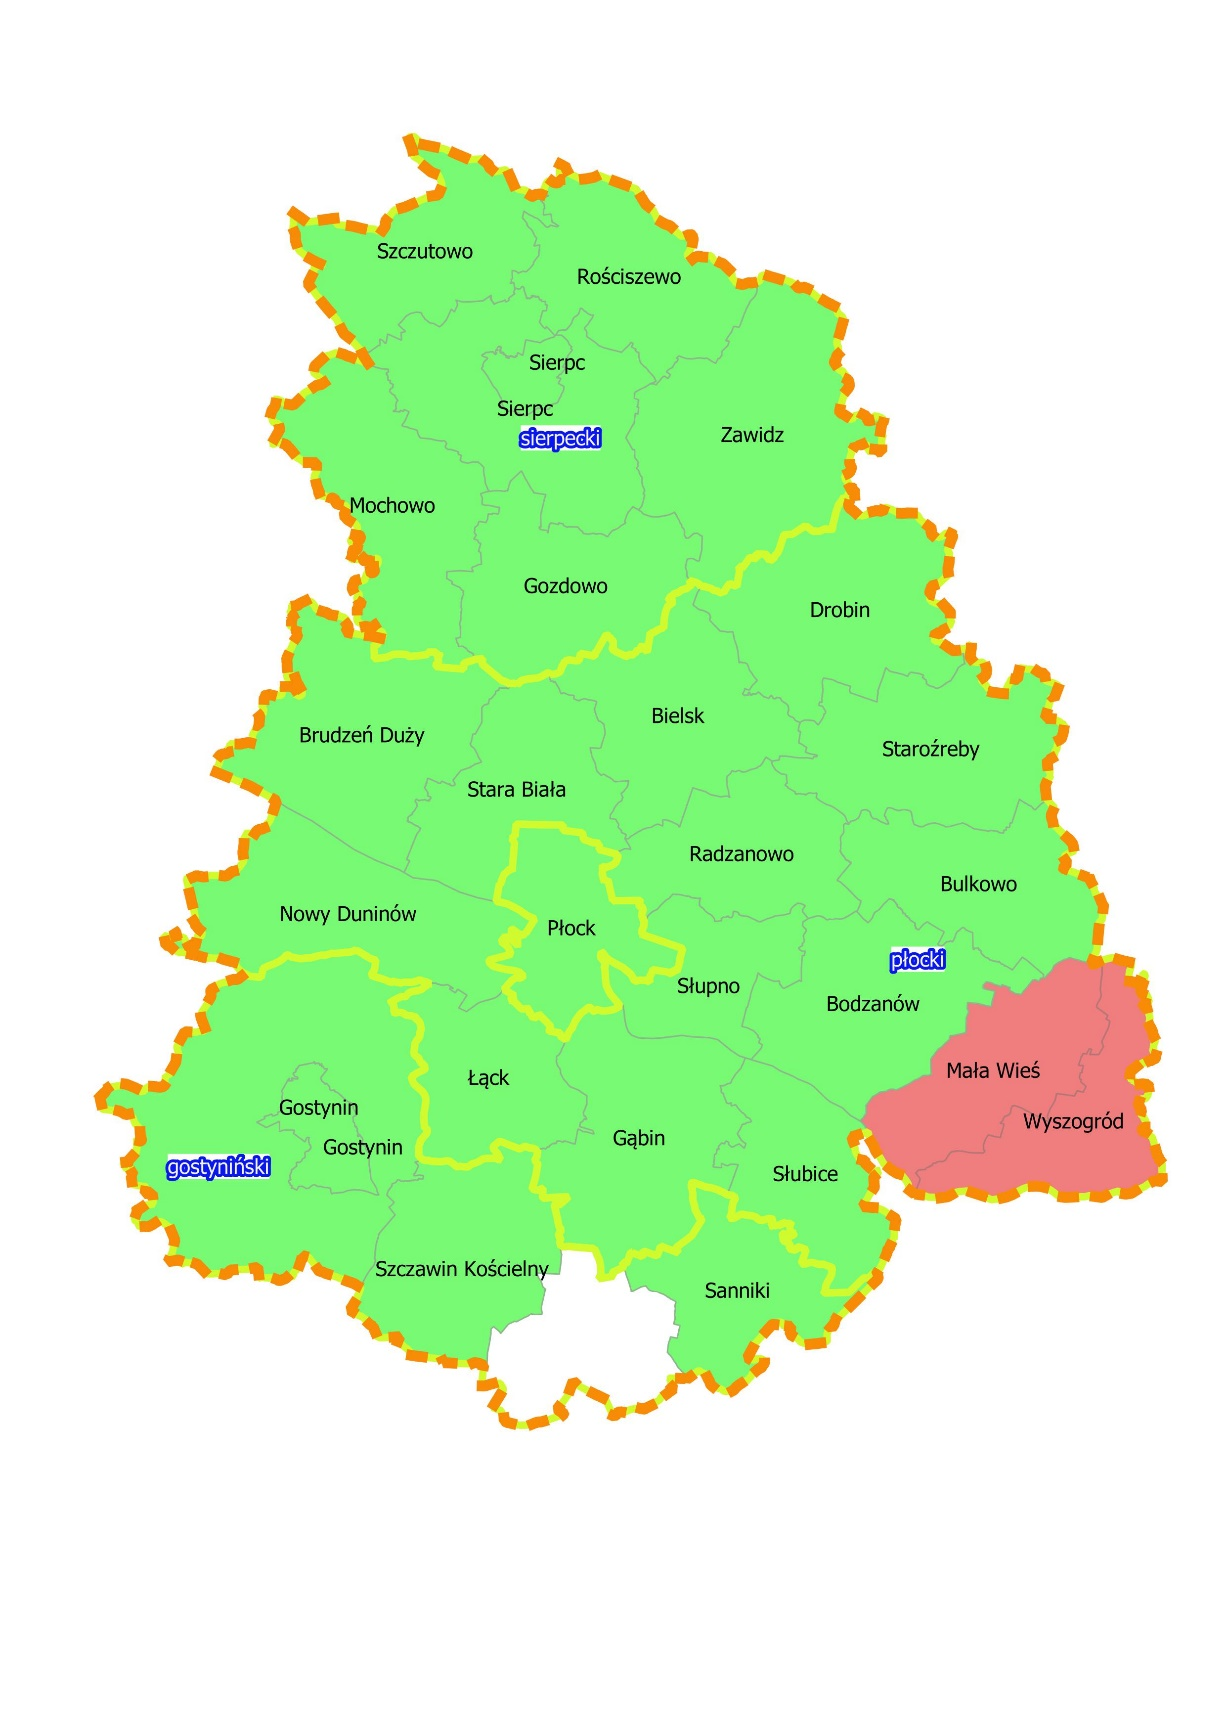 Szczutowo
Rościszewo
Sierpc
Sierpc
sierpecki
Zawidz
Mochowo
Gozdowo
Drobin
Bielsk
Brudzeń Duży
Staroźreby
Stara Biała
Radzanowo
Bulkowo
Nowy Duninów
Płock
płocki
Słupno
Bodzanów
Mała Wieś
Łąck
Gostynin
Wyszogród
Gąbin
Gostynin
gostyniński
Słubice
Szczawin Kościelny
Sanniki